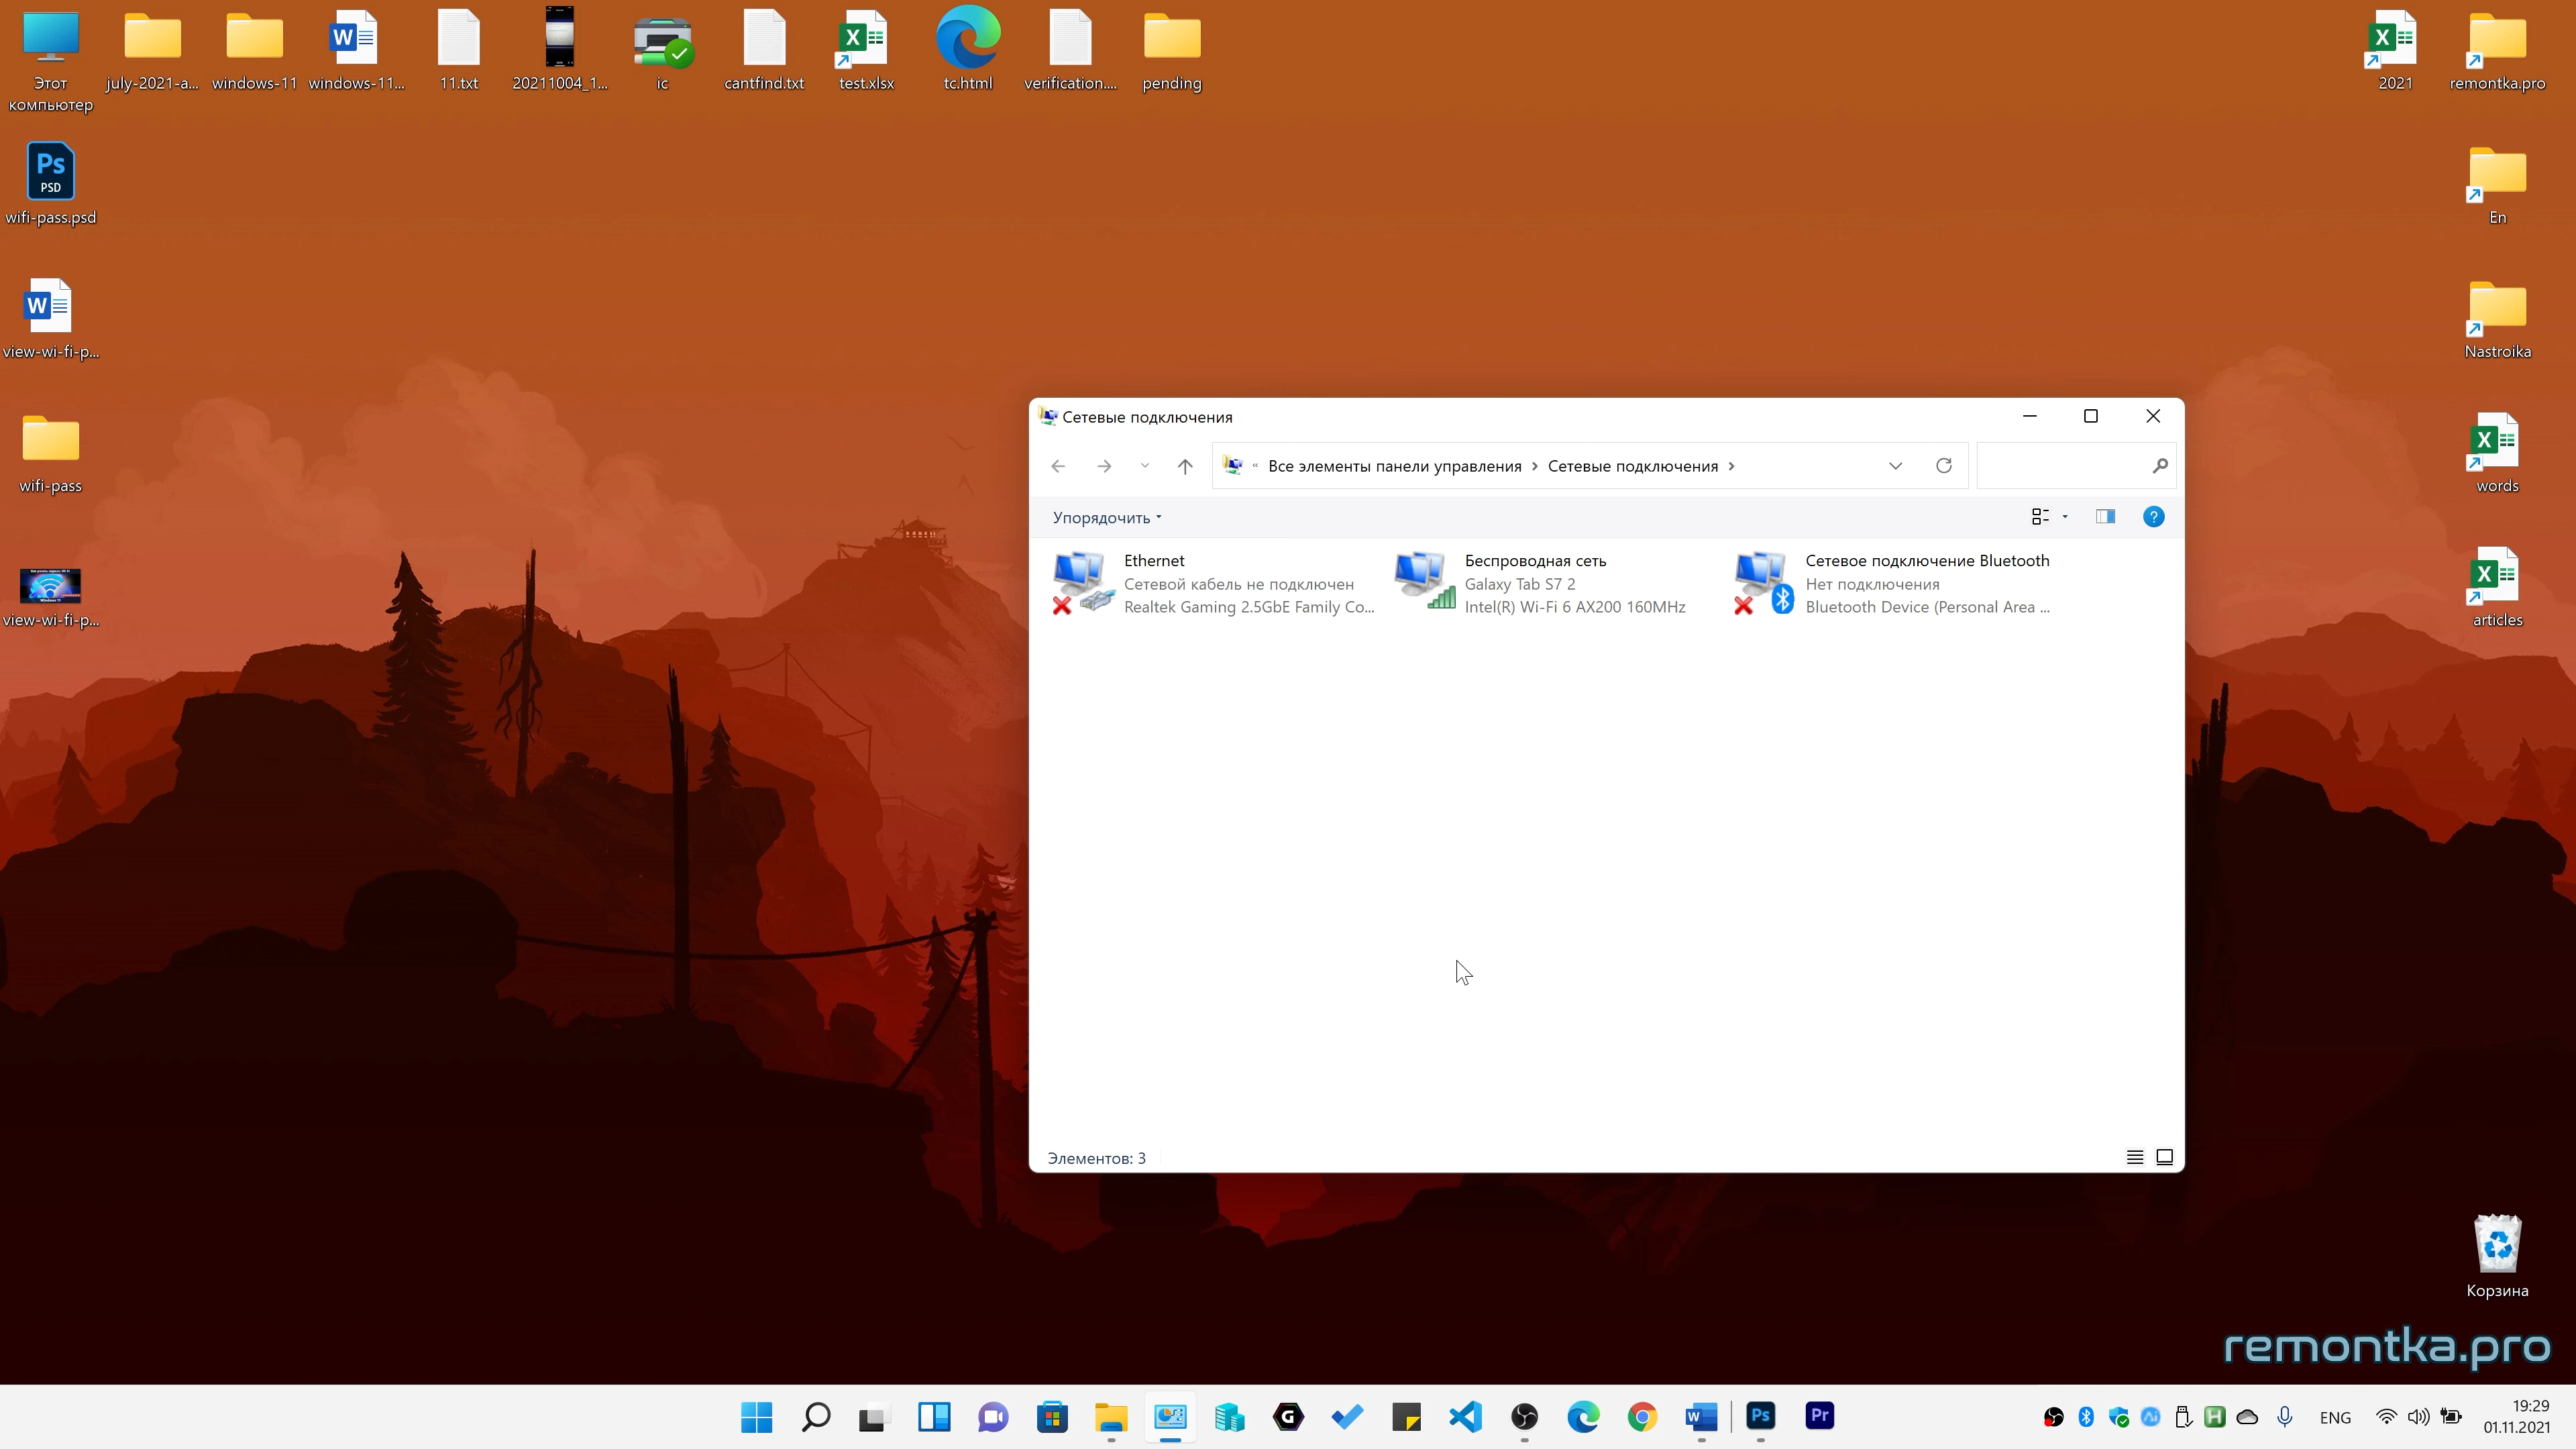 Этот
компьютер
july-2021-a...
windows-11
windows-11...
11.txt
20211004_1...
ic
cantfind.txt
test.xlsx
tc.html
verification....
pending
2021
remontka.pro
Ps
PSD
wifi-pass.psd
En
view-wi-fi-p...
Nastroika
wifi-pass
words
view-wi-fi-p...
articles
Сетевые подключения
« Все элементы панели управления › Сетевые подключения ›
Упорядочить
Ethernet
Сетевой кабель не подключен
Realtek Gaming 2.5GbE Family Co...
Беспроводная сеть
Galaxy Tab S7 2
Intel(R) Wi-Fi 6 AX200 160MHz
Сетевое подключение Bluetooth
Нет подключения
Bluetooth Device (Personal Area ...
Элементов: 3
Корзина
remontka.pro
Ps
Pr
ENG
19:29
01.11.2021